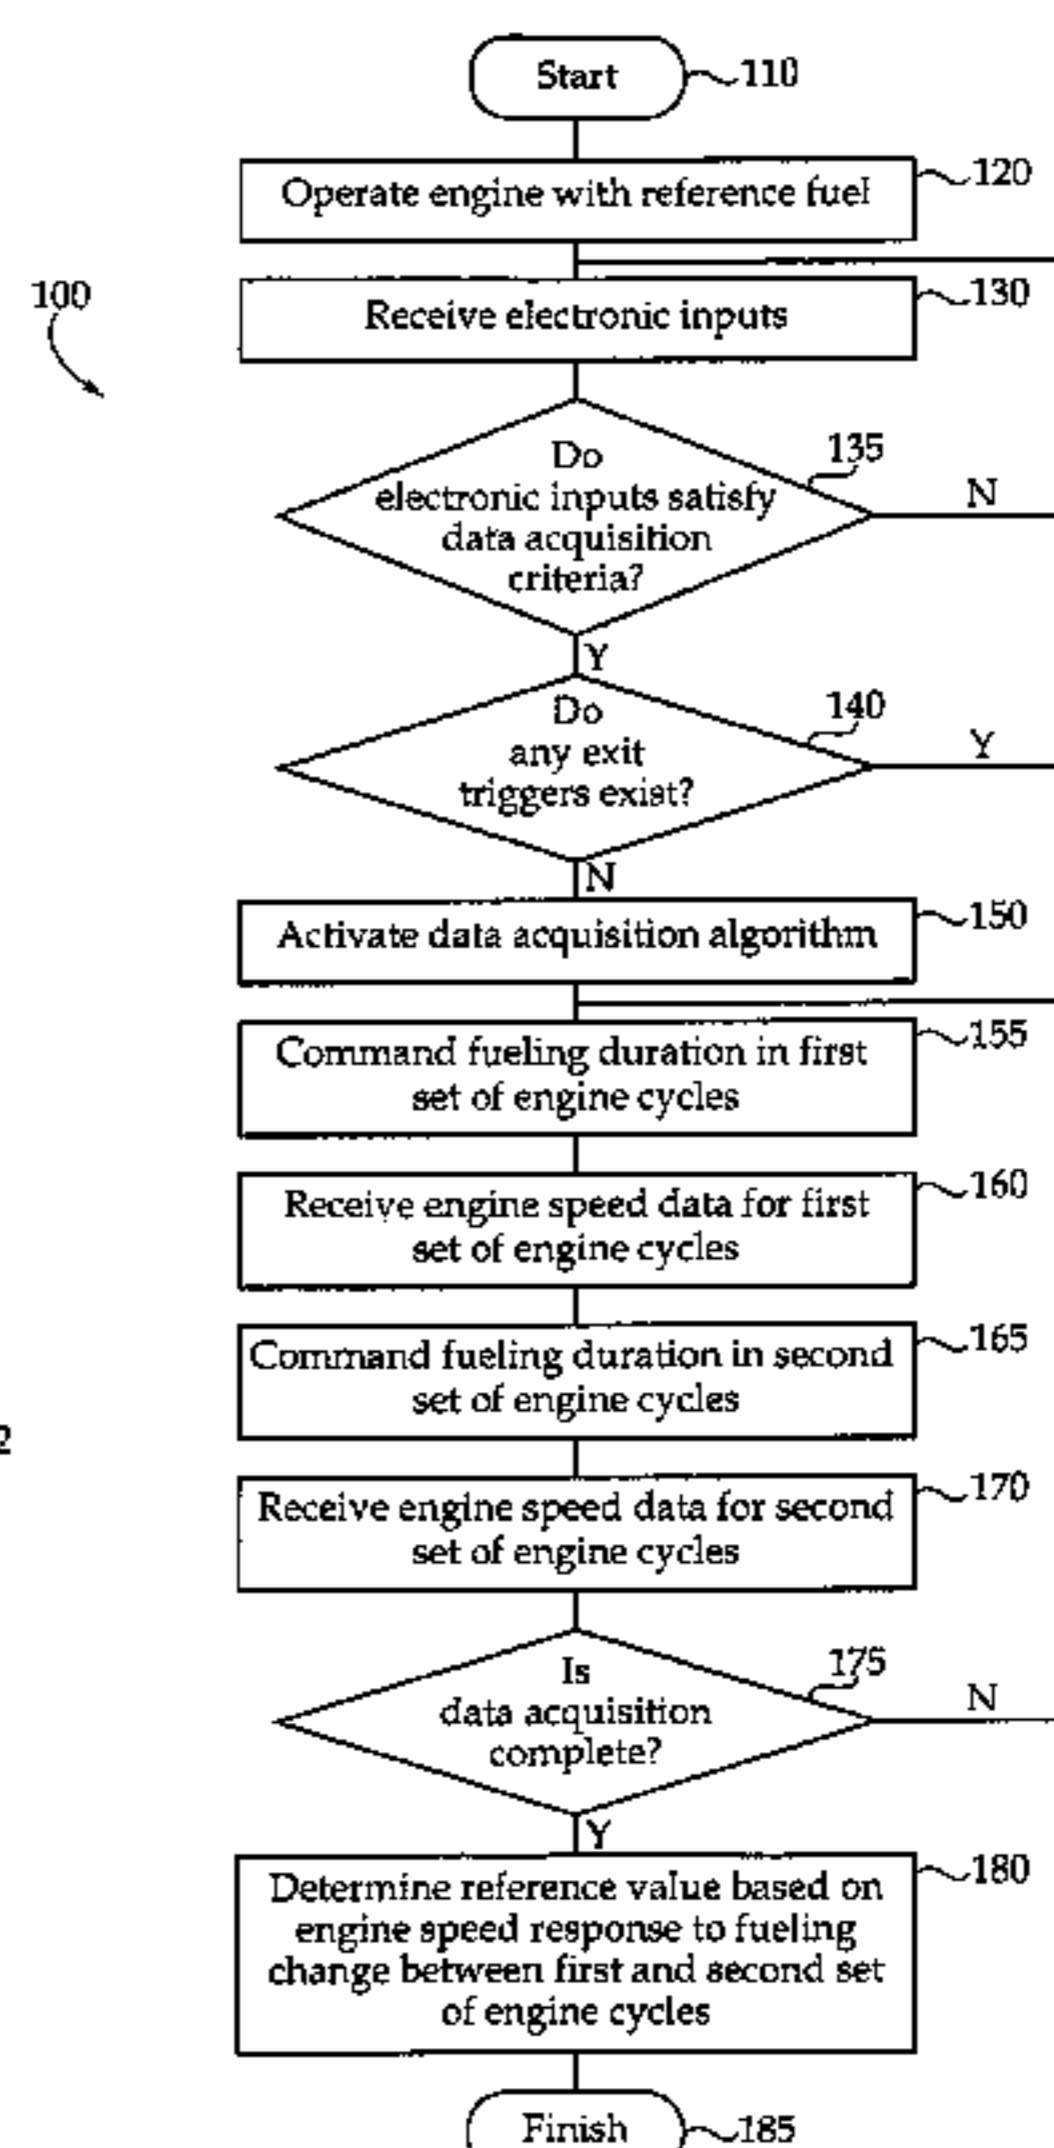 Start
110
Operate engine with reference fuel
120
100
Receive electronic inputs
130
Do
electronic inputs satisfy
data acquisition
criteria?
135
N
Y
Do
any exit
triggers exist?
140
Y
N
Activate data acquisition algorithm
150
Command fueling duration in first
set of engine cycles
155
Receive engine speed data for first
set of engine cycles
160
Command fueling duration in second
set of engine cycles
165
2
Receive engine speed data for second
set of engine cycles
170
Is
data acquisition
complete?
175
N
Y
Determine reference value based on
engine speed response to fueling
change between first and second set
of engine cycles
180
Finish
185